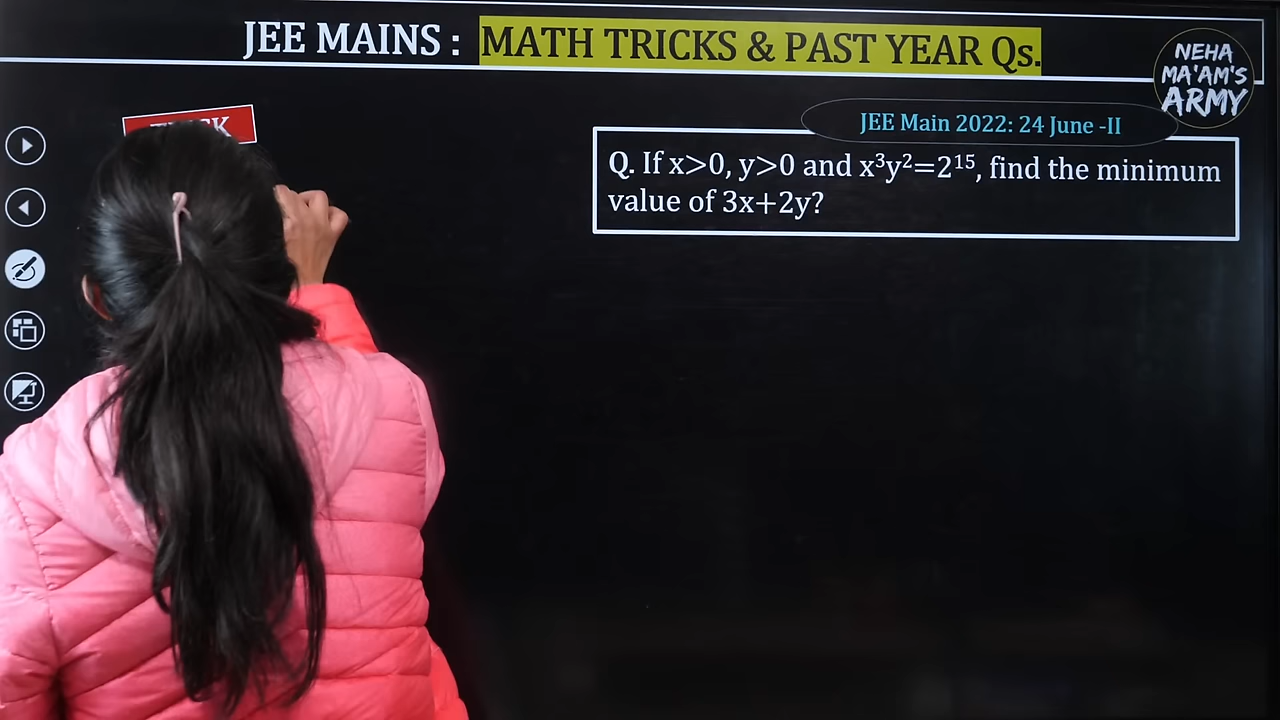 JEE MAINS : MATH TRICKS & PAST YEAR Qs.
NEHA
MA'AM'S
ARMY
JEE Main 2022: 24 June -II
Q. If x>0, y>0 and x³y²=2¹⁵, find the minimum
value of 3x+2y?